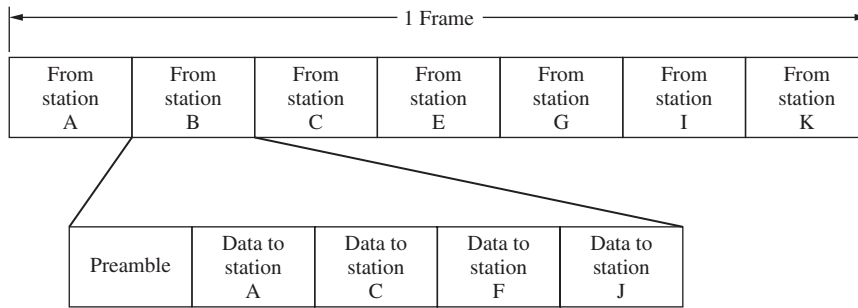 1 Frame
From station A
From station B
From station C
From station E
From station G
From station I
From station K
Preamble
Data to station A
Data to station C
Data to station F
Data to station J